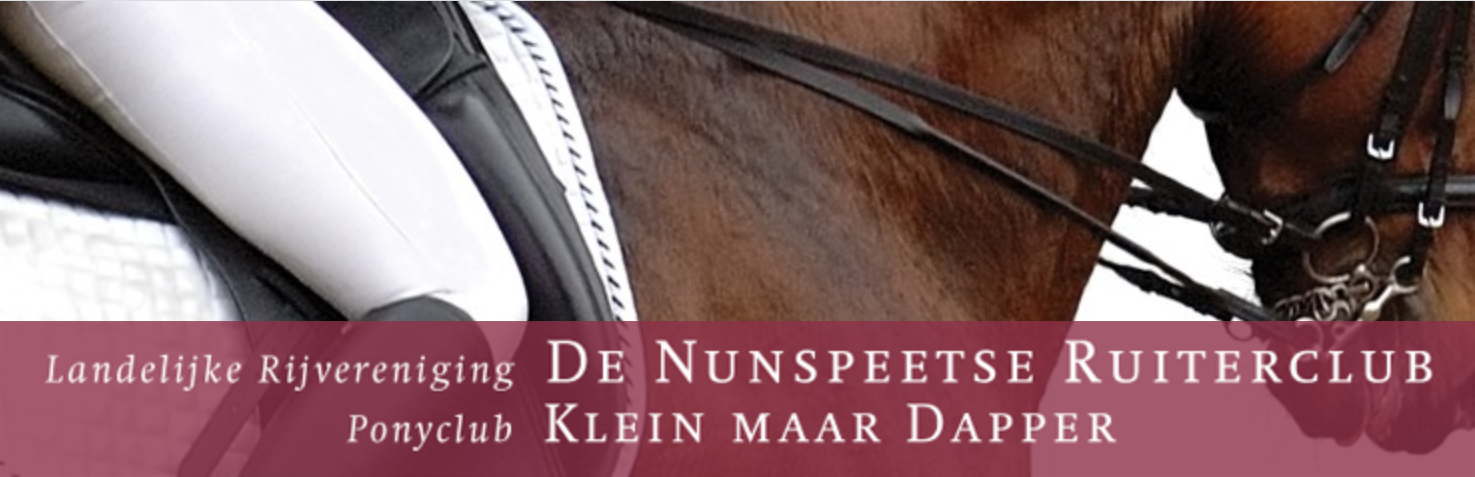 Landelijke Rijvereniging De Nunspeetse Ruiterclub
Ponyclub Klein maar Dapper